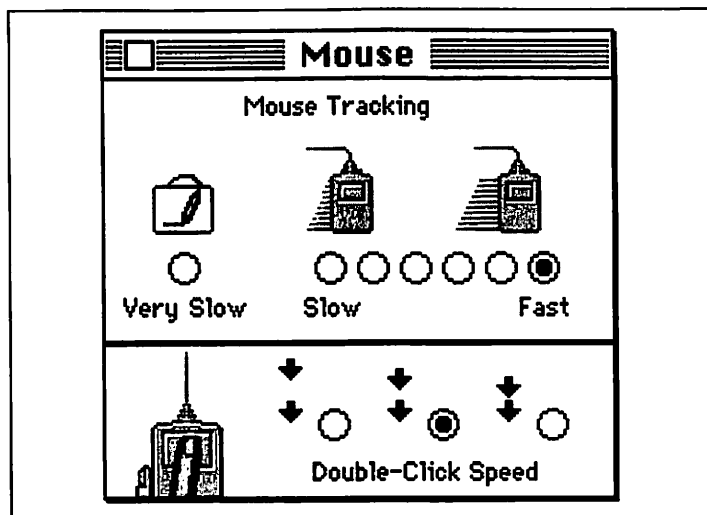 Mouse
Mouse Tracking
Very Slow
Slow
Fast
Double-Click Speed